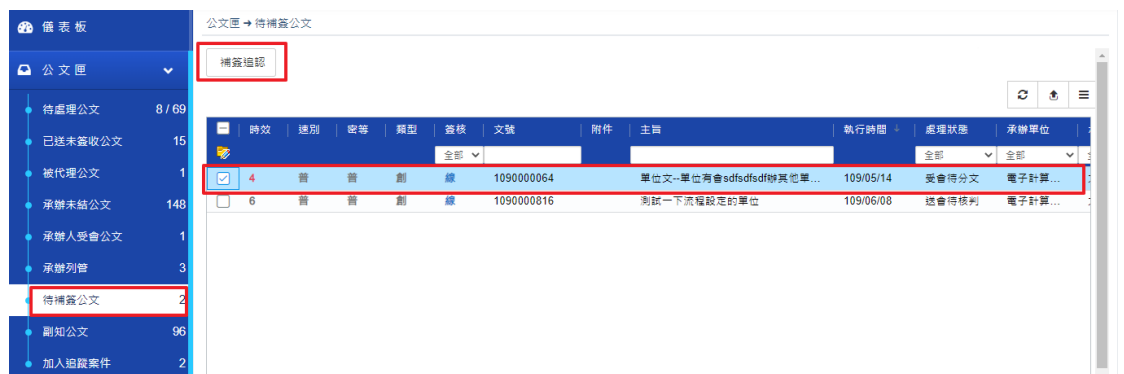 儀表板
公文匣
待處理公文 8 / 69
已送未簽收公文 15
被代理公文 1
承辦未結公文 148
承辦人受會公文 1
承辦列管 3
待補簽公文 2
副知公文 96
加入追蹤案件 2
公文匣 ➔ 待補簽公文
補簽追認
時效 速別 密等 類型 簽核 文號 附件 主旨 執行時間 處理狀態 承辦單位
全部 全部 全部
4 普 普 創 線 1090000064 單位文--單位有會sdfsdfsdf辦其他單... 109/05/14 受會待分文 電子計算...
6 普 普 創 線 1090000816 測試一下流程設定的單位 109/06/08 送會待核判 電子計算...